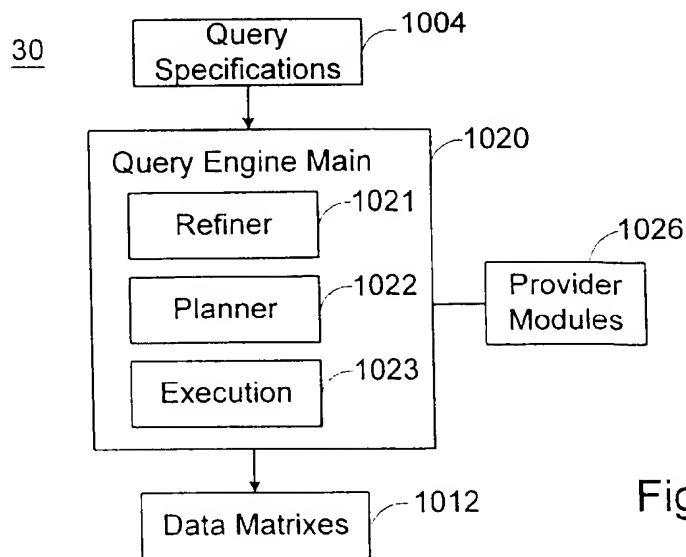 30
Query
Specifications
1004
Query Engine Main
1020
Refiner
1021
Planner
1022
Execution
1023
Provider
Modules
1026
Data Matrixes
1012